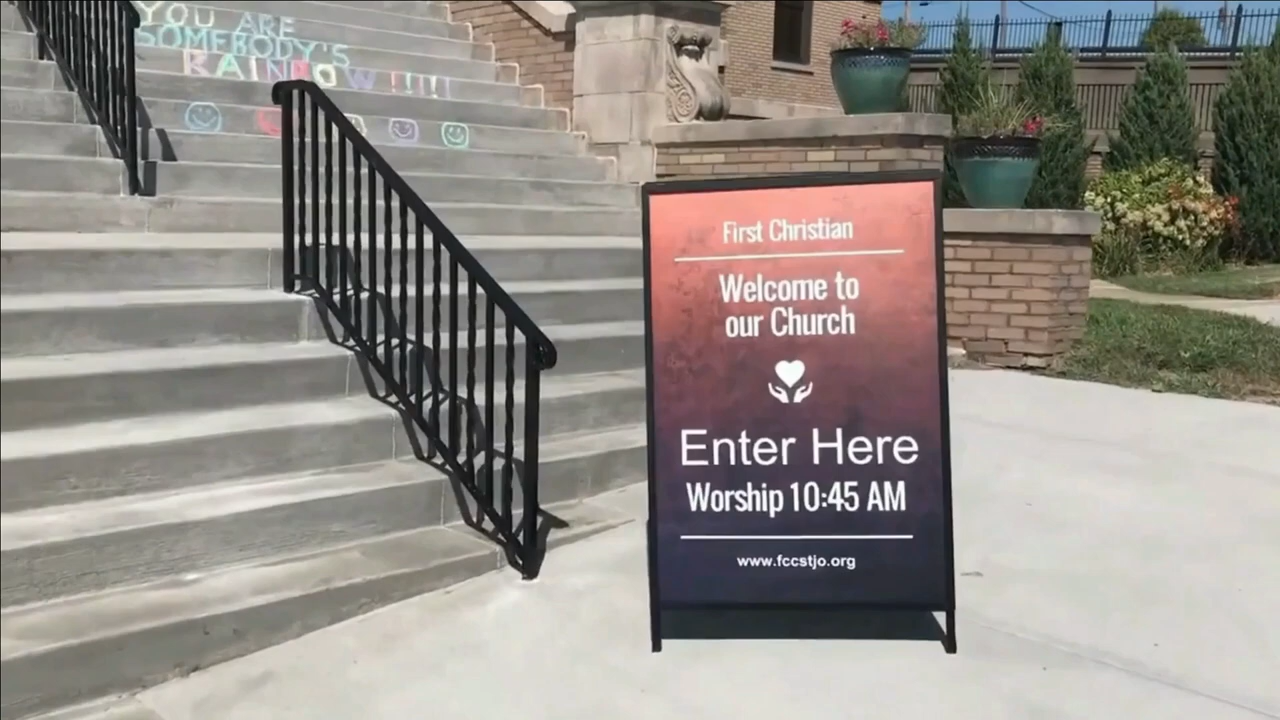 YOU ARE
SOMEBODY'S
RAINBOW !!!!
First Christian
Welcome to
our Church
Enter Here
Worship 10:45 AM
www.fccstjo.org